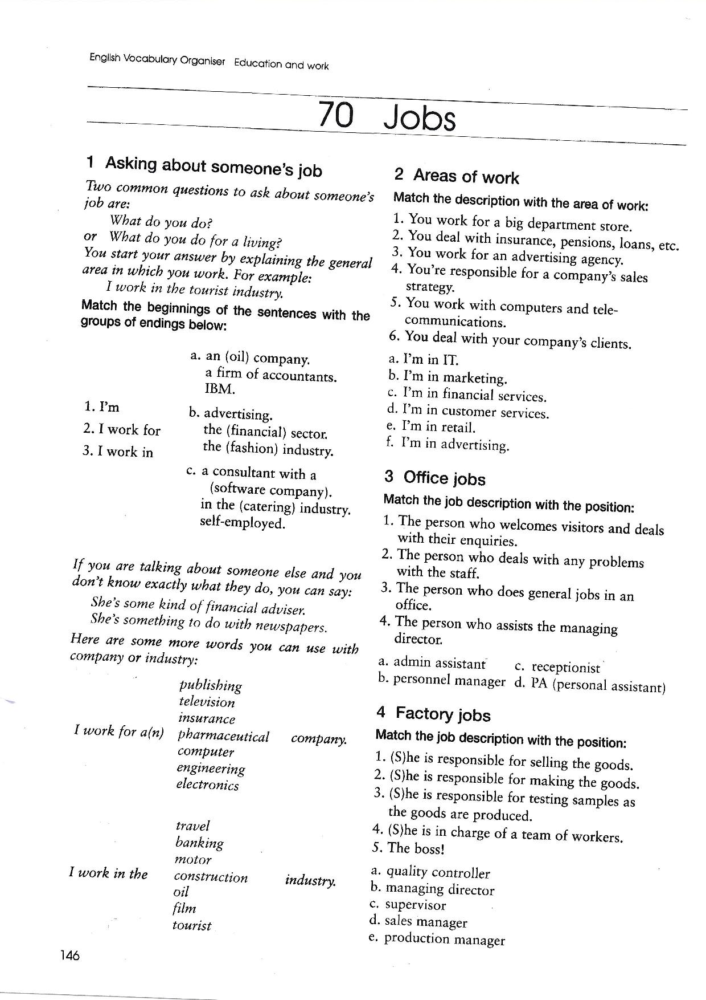 English Vocabulary Organiser Education and work
70 Jobs
1 Asking about someone's job
Two common questions to ask about someone's
job are:
What do you do?
or What do you do for a living?
You start your answer by explaining the general
area in which you work. For example:
I work in the tourist industry.
Match the beginnings of the sentences with the
groups of endings below:
a. an (oil) company.
a firm of accountants.
IBM.
1. I'm
2. I work for
3. I work in
b. advertising.
the (financial) sector.
the (fashion) industry.
c. a consultant with a
(software company).
in the (catering) industry.
self-employed.
If you are talking about someone else and you
don't know exactly what they do, you can say:
She's some kind of financial adviser.
She's something to do with newspapers.
Here are some more words you can use with
company or industry:
publishing
television
insurance
I work for a(n) pharmaceutical company.
computer
engineering
electronics
travel
banking
motor
I work in the construction industry.
oil
film
tourist
146
2 Areas of work
Match the description with the area of work:
1. You work for a big department store.
2. You deal with insurance, pensions, loans, etc.
3. You work for an advertising agency.
4. You're responsible for a company's sales
strategy.
5. You work with computers and tele-
communications.
6. You deal with your company's clients.
a. I'm in IT.
b. I'm in marketing.
c. I'm in financial services.
d. I'm in customer services.
e. I'm in retail.
f. I'm in advertising.
3 Office jobs
Match the job description with the position:
1. The person who welcomes visitors and deals
with their enquiries.
2. The person who deals with any problems
with the staff.
3. The person who does general jobs in an
office.
4. The person who assists the managing
director.
a. admin assistant c. receptionist
b. personnel manager d. PA (personal assistant)
4 Factory jobs
Match the job description with the position:
1. (S)he is responsible for selling the goods.
2. (S)he is responsible for making the goods.
3. (S)he is responsible for testing samples as
the goods are produced.
4. (S)he is in charge of a team of workers.
5. The boss!
a. quality controller
b. managing director
c. supervisor
d. sales manager
e. production manager